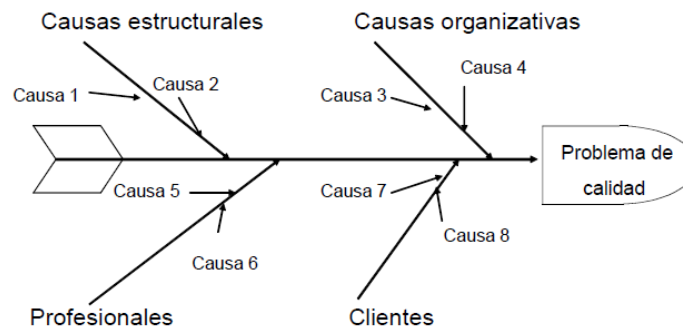 Causas estructurales
Causas organizativas
Causa 1
Causa 2
Causa 3
Causa 4
Problema de
calidad
Causa 5
Causa 6
Causa 7
Causa 8
Profesionales
Clientes